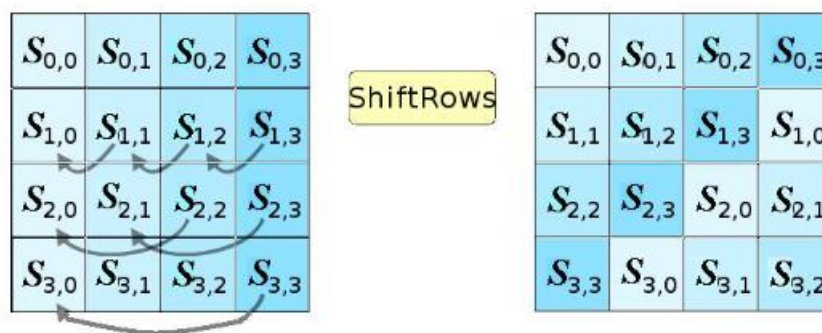 S0,0 S0,1 S0,2 S0,3
S1,0 S1,1 S1,2 S1,3
S2,0 S2,1 S2,2 S2,3
S3,0 S3,1 S3,2 S3,3
ShiftRows
S0,0 S0,1 S0,2 S0,3
S1,1 S1,2 S1,3 S1,0
S2,2 S2,3 S2,0 S2,1
S3,3 S3,0 S3,1 S3,2